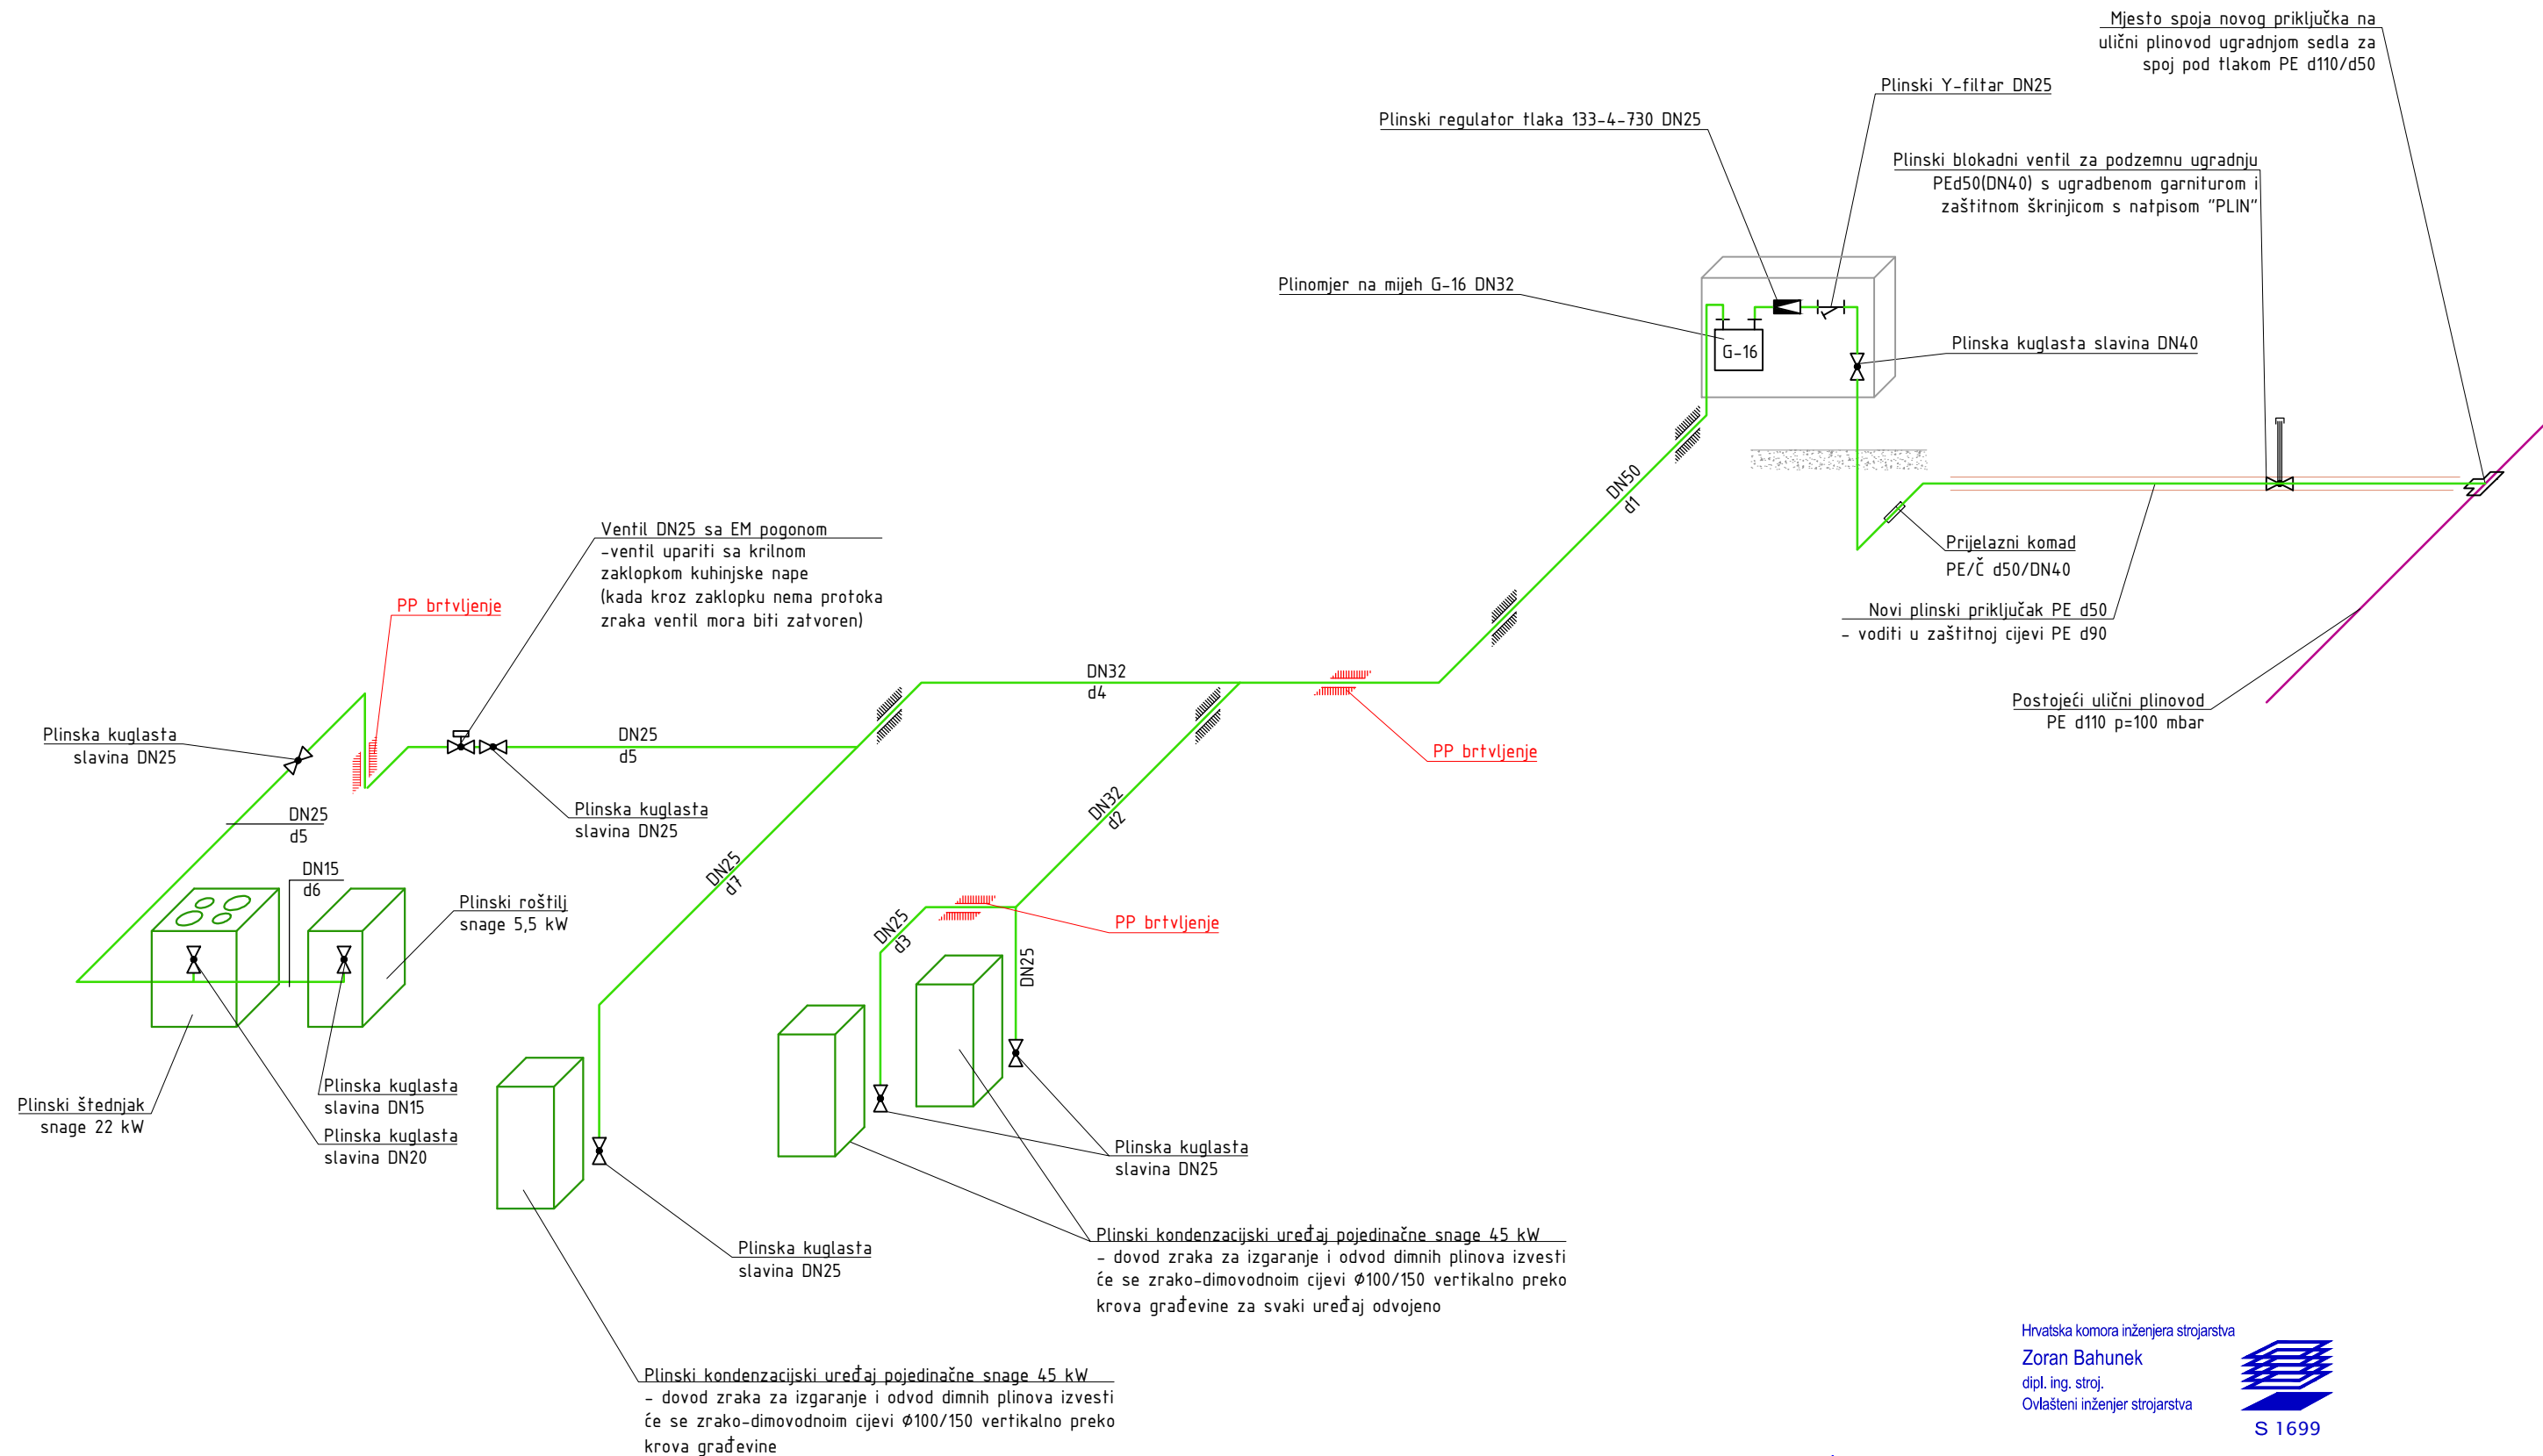 Mjesto spoja novog priključka na
ulični plinovod ugradnjom sedla za
spoj pod tlakom PE d110/d50
Plinski Y-filtar DN25
Plinski regulator tlaka 133-4-730 DN25
Plinski blokadni ventil za podzemnu ugradnju
PEd50(DN40) s ugradbenom garniturom i
zaštitnom škrinjicom s natpisom "PLIN"
Plinomjer na mijeh G-16 DN32
G-16
Plinska kuglasta slavina DN40
DN50
d1
Prijelazni komad
PE/Č d50/DN40
Novi plinski priključak PE d50
- voditi u zaštitnoj cijevi PE d90
Postojeći ulični plinovod
PE d110 p=100 mbar
Ventil DN25 sa EM pogonom
-ventil upariti sa krilnom
zaklopkom kuhinjske nape
(kada kroz zaklopku nema protoka
zraka ventil mora biti zatvoren)
PP brtvljenje
DN32
d4
PP brtvljenje
Plinska kuglasta
slavina DN25
DN25
d5
Plinska kuglasta
slavina DN25
DN25
d5
DN32
d2
DN25
d7
DN15
d6
Plinski roštilj
snage 5,5 kW
PP brtvljenje
DN25
d3
DN25
Plinski štednjak
snage 22 kW
Plinska kuglasta
slavina DN15
Plinska kuglasta
slavina DN20
Plinska kuglasta
slavina DN25
Plinska kuglasta
slavina DN25
Plinski kondenzacijski uređaj pojedinačne snage 45 kW
- dovod zraka za izgaranje i odvod dimnih plinova izvesti
će se zrako-dimovodnoim cijevi Ø100/150 vertikalno preko
krova građevine za svaki uređaj odvojeno
Plinski kondenzacijski uređaj pojedinačne snage 45 kW
- dovod zraka za izgaranje i odvod dimnih plinova izvesti
će se zrako-dimovodnoim cijevi Ø100/150 vertikalno preko
krova građevine
Hrvatska komora inženjera strojarstva
Zoran Bahunek
dipl. ing. stroj.
Ovlašteni inženjer strojarstva
S 1699